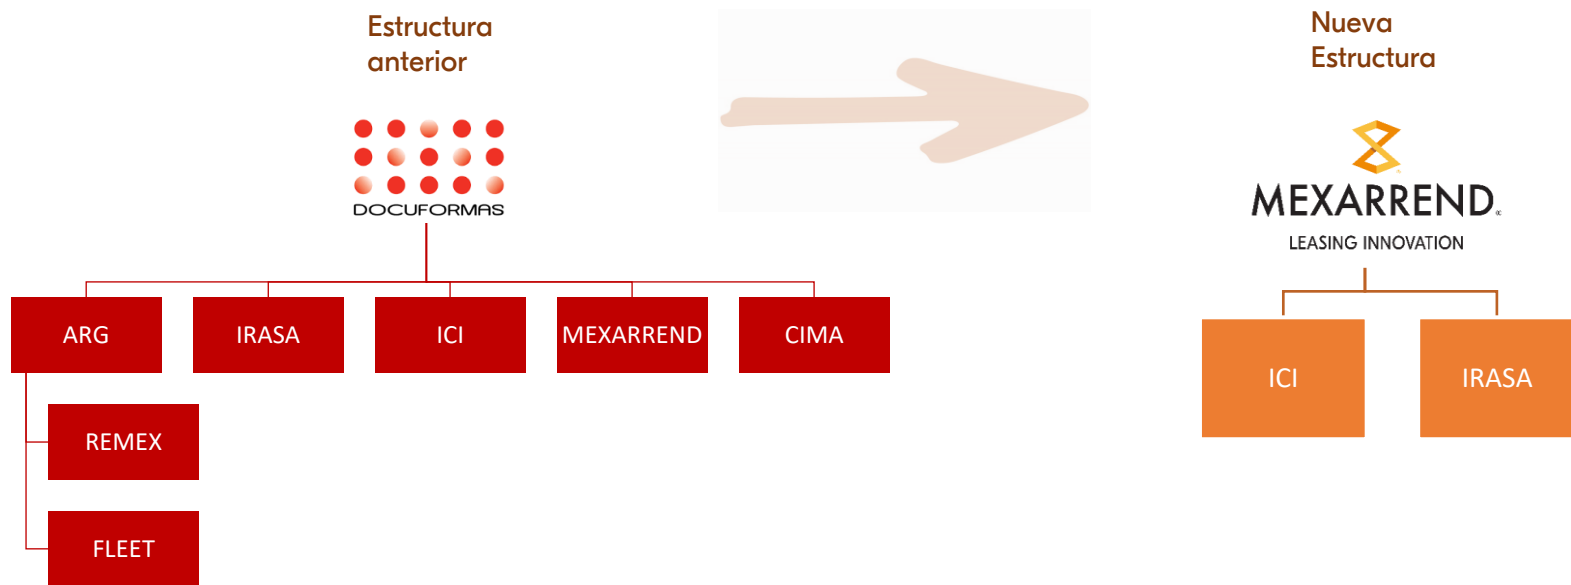 Estructura
anterior
DOCUFORMAS
ARG
IRASA
ICI
MEXARREND
CIMA
REMEX
FLEET
Nueva
Estructura
MEXARREND
LEASING INNOVATION
ICI
IRASA